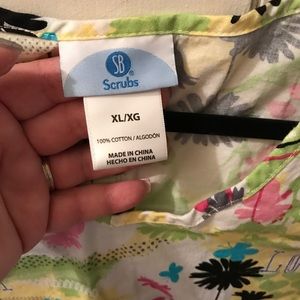 SB
Scrubs
XL/XG
100% COTTON / ALGODÓN
MADE IN CHINA
HECHO EN CHINA